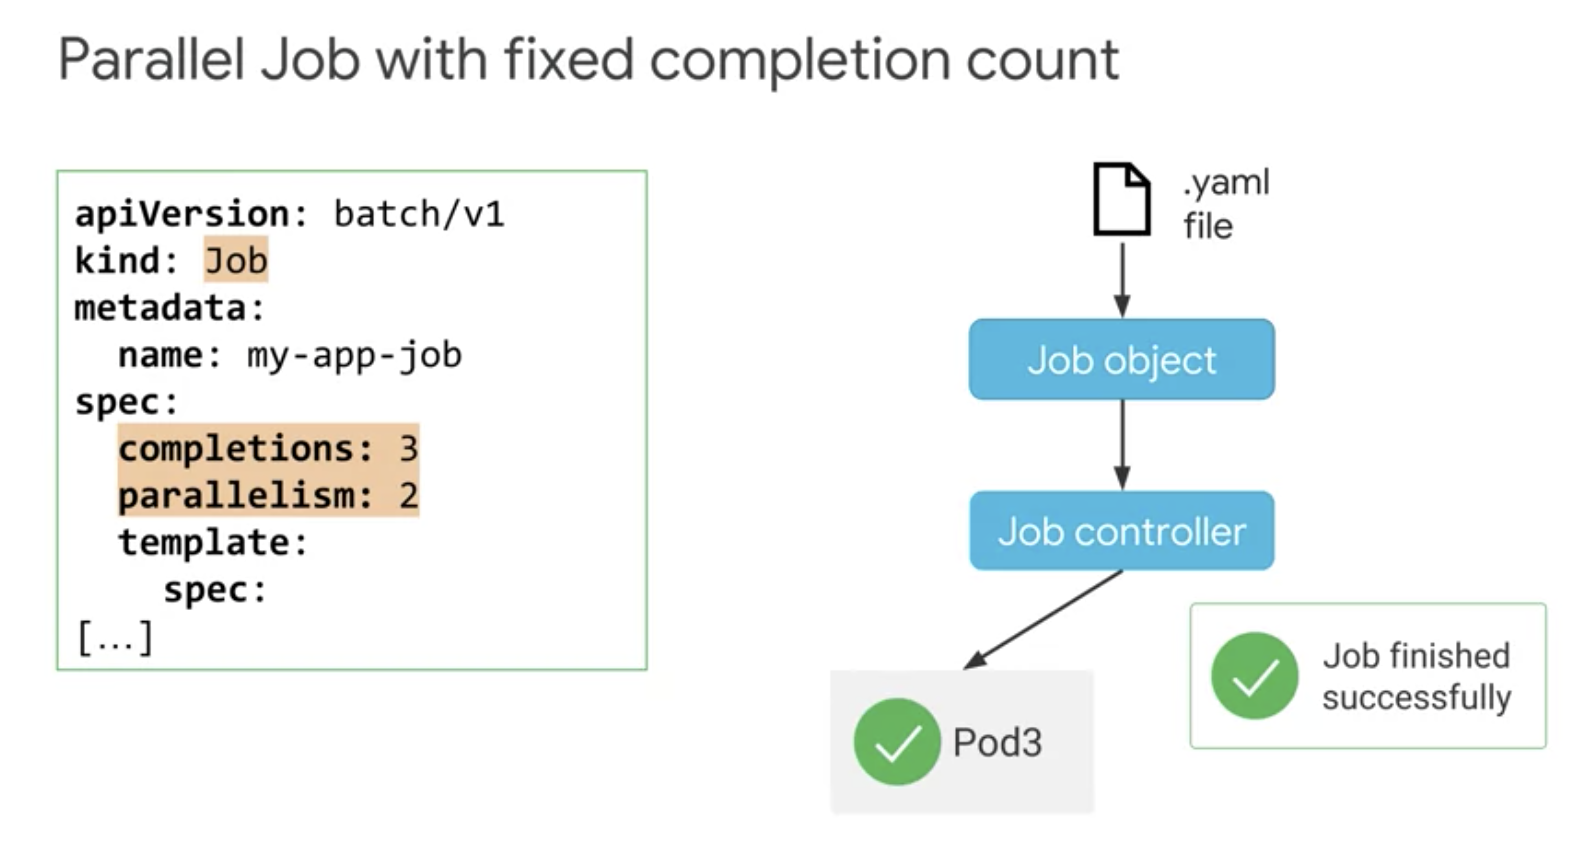 Parallel Job with fixed completion count
apiVersion: batch/v1
kind: Job
metadata:
  name: my-app-job
spec:
  completions: 3
  parallelism: 2
  template:
    spec:
[...]
.yaml
file
Job object
Job controller
Pod3
Job finished
successfully